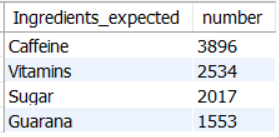 Ingredients_expected number
Caffeine 3896
Vitamins 2534
Sugar 2017
Guarana 1553